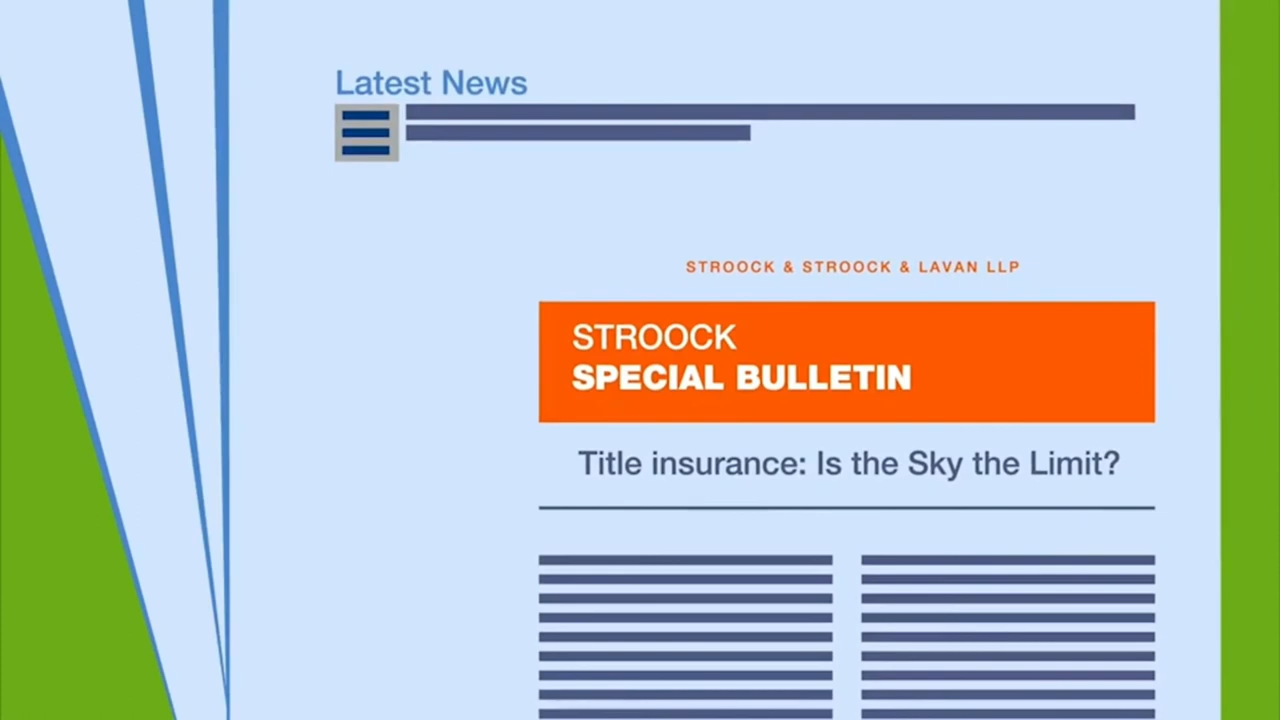 Latest News
STROOCK & STROOCK & LAVAN LLP
STROOCK
SPECIAL BULLETIN
Title insurance: Is the Sky the Limit?